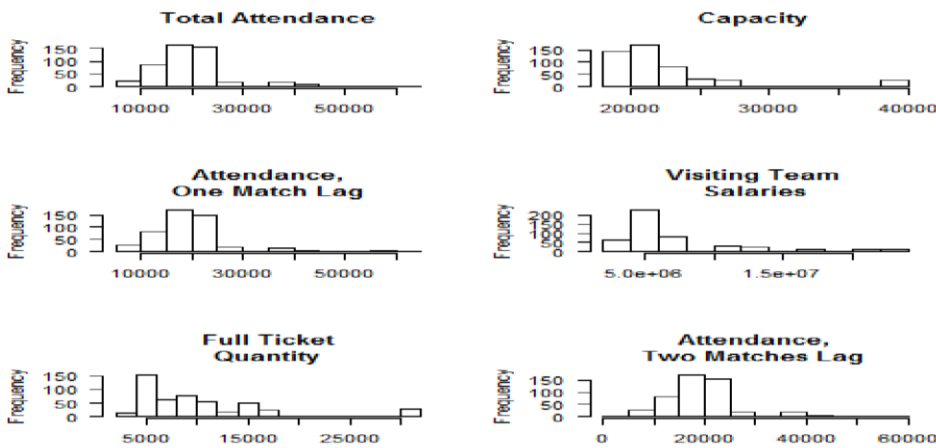 Total Attendance
Frequency
0 50 100 150
10000 30000 50000
Capacity
Frequency
0 50 100 150
20000 30000 40000
Attendance,
One Match Lag
Frequency
0 50 100 150
10000 30000 50000
Visiting Team
Salaries
Frequency
0 50 100 150 200
5.0e+06 1.5e+07
Full Ticket
Quantity
Frequency
0 50 100 150
5000 15000 25000
Attendance,
Two Matches Lag
Frequency
0 50 100 150
0 20000 40000 60000